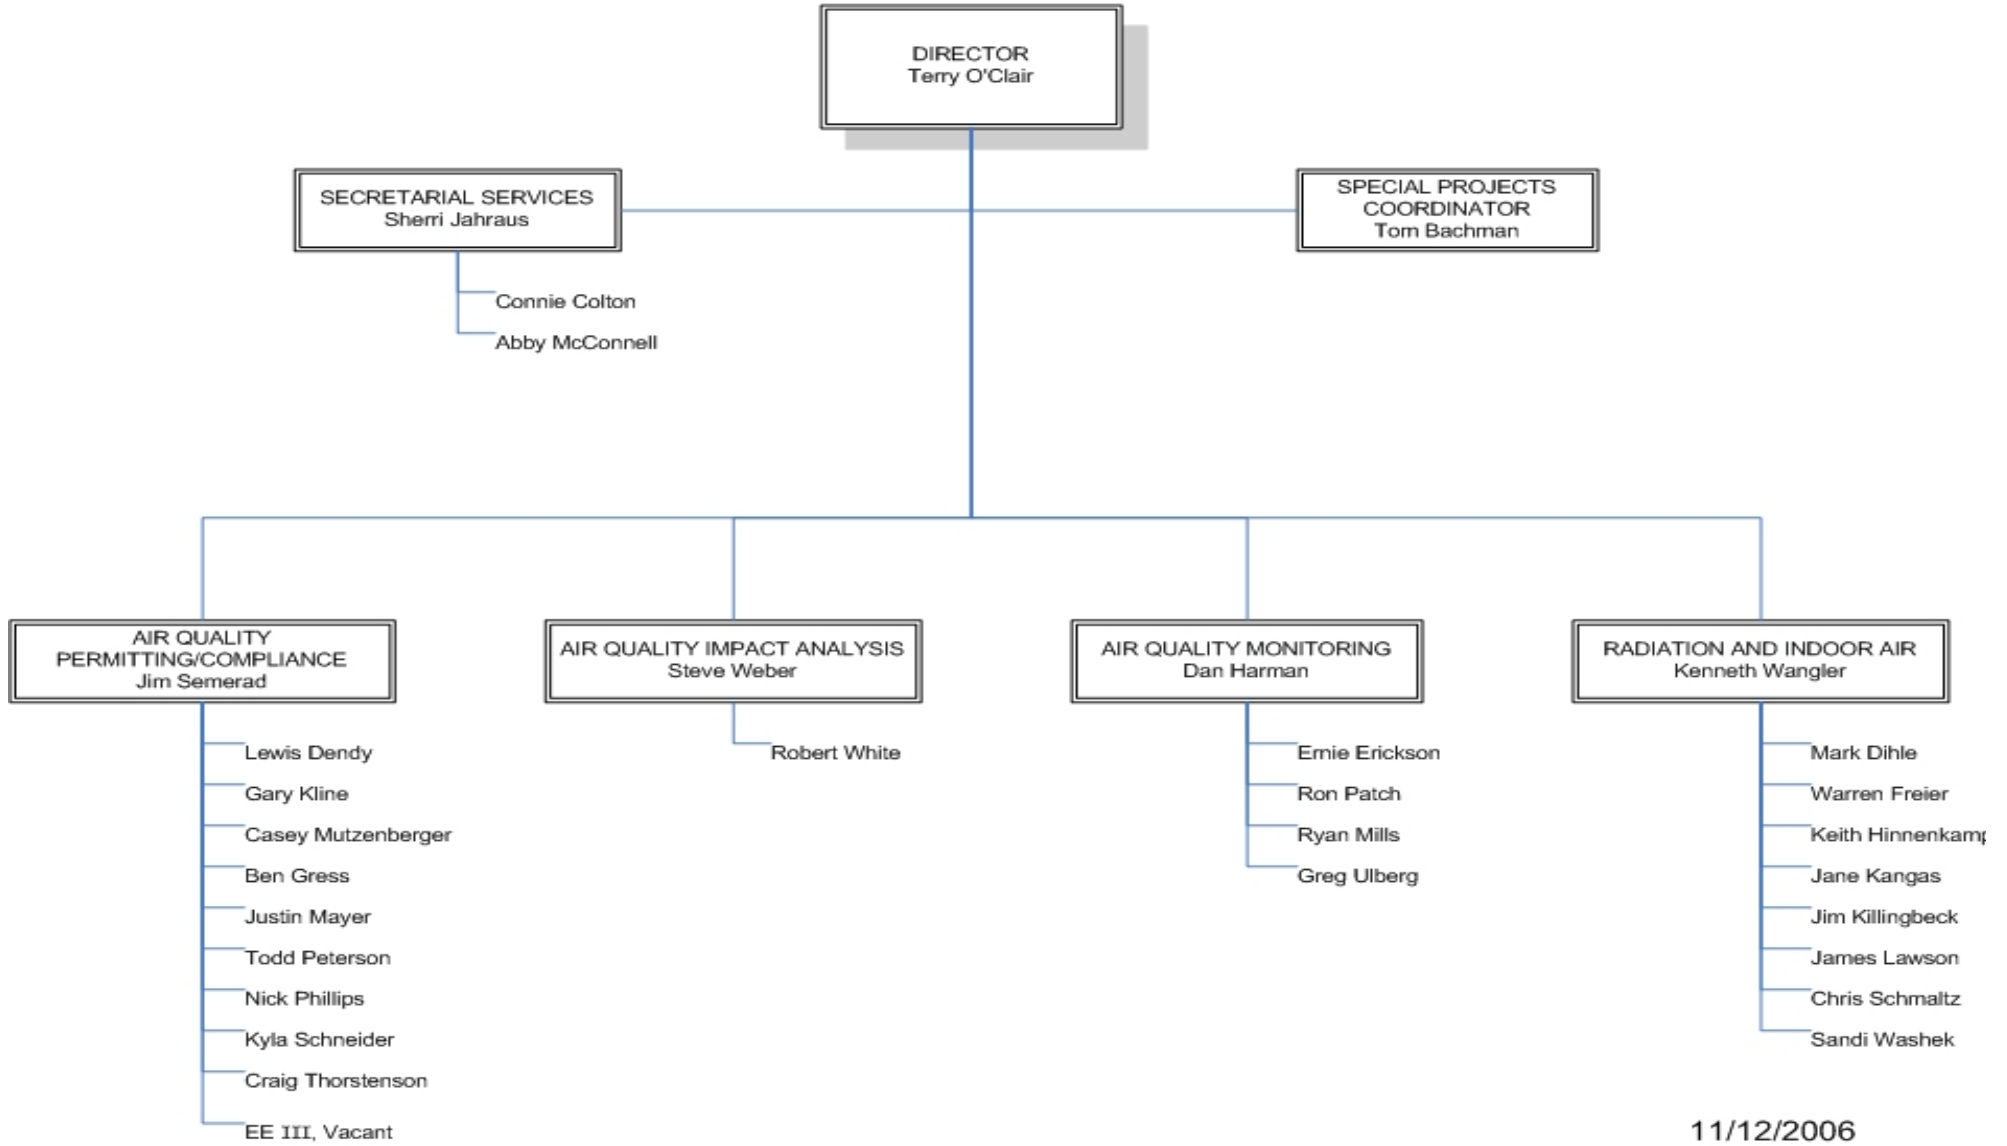 DIRECTOR
Terry O'Clair
SECRETARIAL SERVICES
Sherri Jahraus
SPECIAL PROJECTS
COORDINATOR
Tom Bachman
Connie Colton
Abby McConnell
AIR QUALITY
PERMITTING/COMPLIANCE
Jim Semerad
Lewis Dendy
Gary Kline
Casey Mutzenberger
Ben Gress
Justin Mayer
Todd Peterson
Nick Phillips
Kyla Schneider
Craig Thorstenson
EE III, Vacant
AIR QUALITY IMPACT ANALYSIS
Steve Weber
Robert White
AIR QUALITY MONITORING
Dan Harman
Ernie Erickson
Ron Patch
Ryan Mills
Greg Ulberg
RADIATION AND INDOOR AIR
Kenneth Wangler
Mark Dihle
Warren Freier
Keith Hinnenkamp
Jane Kangas
Jim Killingbeck
James Lawson
Chris Schmaltz
Sandi Washek
11/12/2006